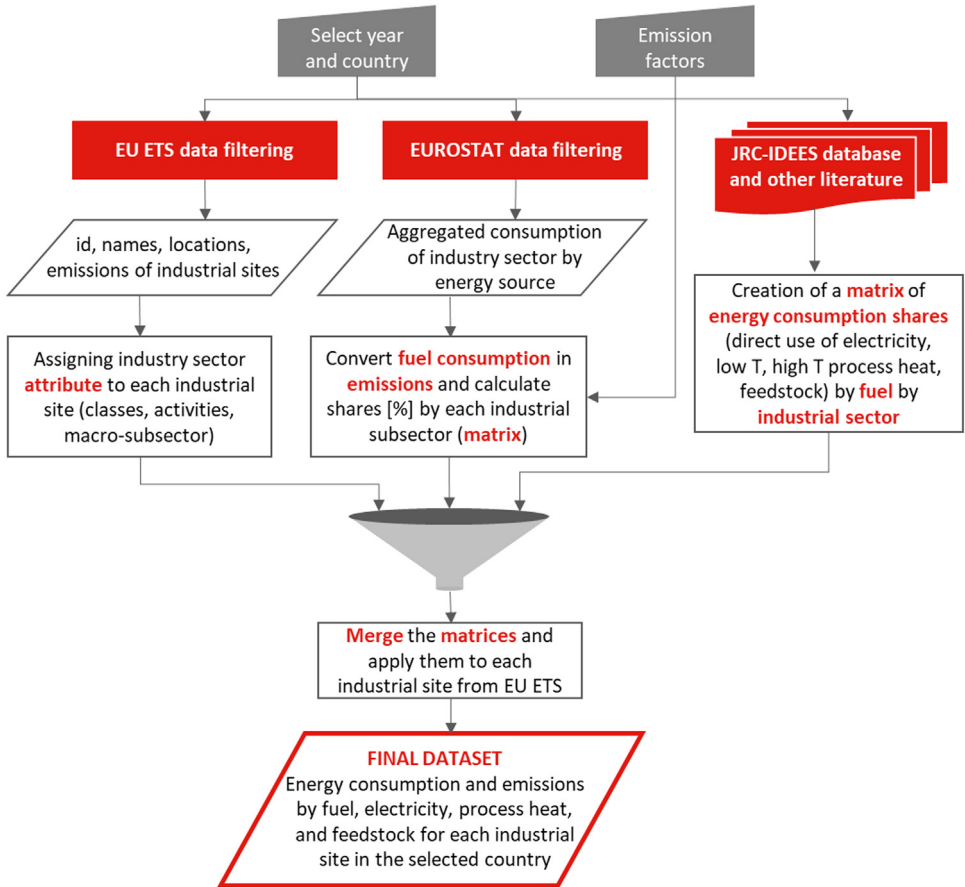 Select year
and country
Emission
factors
EU ETS data filtering
EUROSTAT data filtering
JRC-IDEES database
and other literature
id, names, locations,
emissions of industrial sites
Aggregated consumption
of industry sector by
energy source
Creation of a matrix of
energy consumption shares
(direct use of electricity,
low T, high T process heat,
feedstock) by fuel by
industrial sector
Assigning industry sector
attribute to each industrial
site (classes, activities,
macro-subsector)
Convert fuel consumption in
emissions and calculate
shares [%] by each industrial
subsector (matrix)
Merge the matrices and
apply them to each
industrial site from EU ETS
FINAL DATASET
Energy consumption and emissions
by fuel, electricity, process heat,
and feedstock for each industrial
site in the selected country